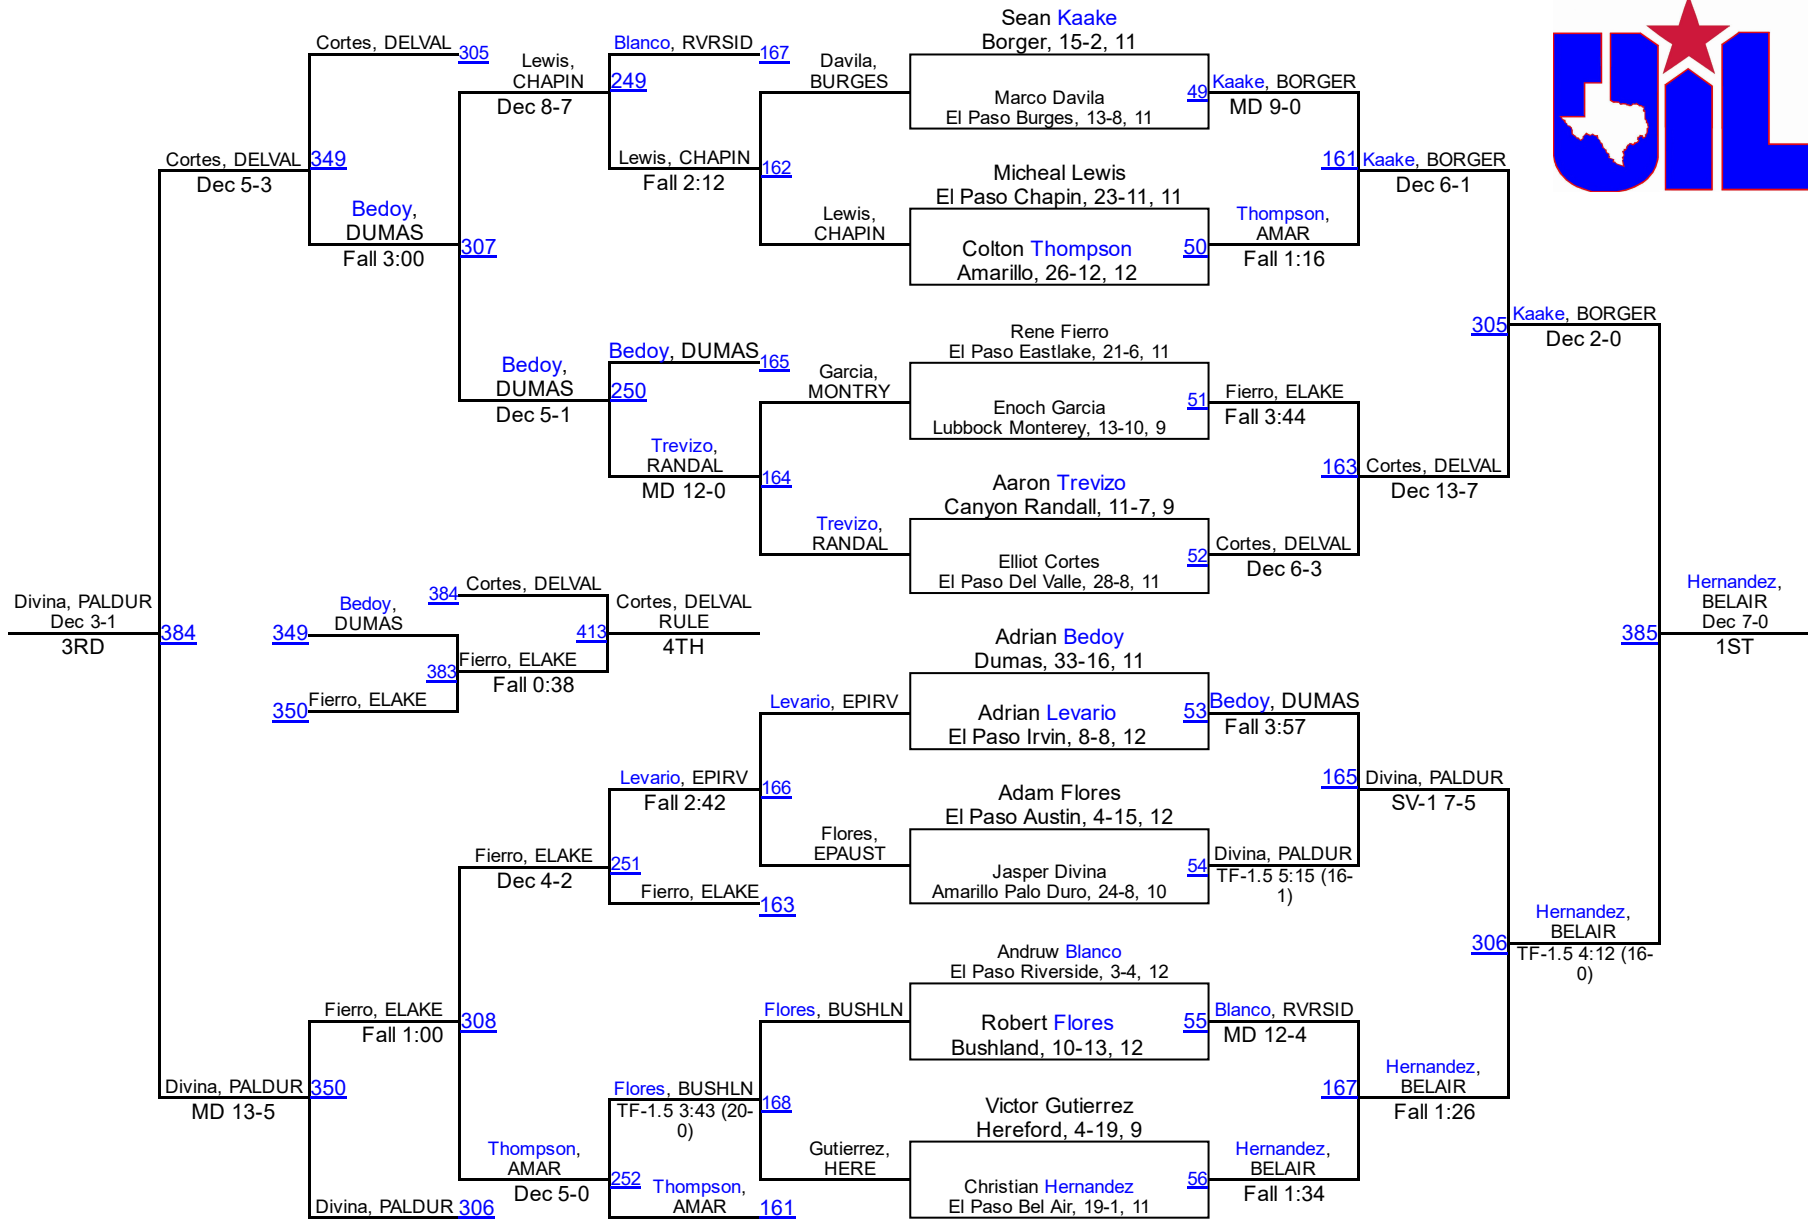 Sean Kaake
Borger, 15-2, 11
Cortes, DELVAL
305
Blanco, RVRSID
167
Lewis,
CHAPIN
249
Dec 8-7
Davila,
BURGES
Marco Davila
El Paso Burges, 13-8, 11
49
Kaake, BORGER
MD 9-0
UIL
Cortes, DELVAL
349
Dec 5-3
Lewis, CHAPIN
162
Fall 2:12
Micheal Lewis
El Paso Chapin, 23-11, 11
161
Kaake, BORGER
Dec 6-1
Bedoy,
DUMAS
307
Fall 3:00
Lewis,
CHAPIN
Colton Thompson
Amarillo, 26-12, 12
50
Thompson,
AMAR
Fall 1:16
Rene Fierro
El Paso Eastlake, 21-6, 11
305
Kaake, BORGER
Dec 2-0
Bedoy,
DUMAS
Dec 5-1
Bedoy, DUMAS
165
250
Garcia,
MONTRY
Enoch Garcia
Lubbock Monterey, 13-10, 9
51
Fierro, ELAKE
Fall 3:44
Trevizo,
RANDAL
164
MD 12-0
Aaron Trevizo
Canyon Randall, 11-7, 9
163
Cortes, DELVAL
Dec 13-7
Trevizo,
RANDAL
Elliot Cortes
El Paso Del Valle, 28-8, 11
52
Cortes, DELVAL
Dec 6-3
Divina, PALDUR
Dec 3-1
3RD
384
349
Bedoy,
DUMAS
384
Cortes, DELVAL
413
Cortes, DELVAL
RULE
4TH
383
Fierro, ELAKE
Fall 0:38
350
Fierro, ELAKE
Adrian Bedoy
Dumas, 33-16, 11
385
Hernandez,
BELAIR
Dec 7-0
1ST
Levario, EPIRV
Adrian Levario
El Paso Irvin, 8-8, 12
53
Bedoy, DUMAS
Fall 3:57
Levario, EPIRV
166
Fall 2:42
Adam Flores
El Paso Austin, 4-15, 12
165
Divina, PALDUR
SV-1 7-5
Fierro, ELAKE
251
Dec 4-2
Fierro, ELAKE
163
Flores,
EPAUST
Jasper Divina
Amarillo Palo Duro, 24-8, 10
54
Divina, PALDUR
TF-1.5 5:15 (16-
1)
Andruw Blanco
El Paso Riverside, 3-4, 12
306
Hernandez,
BELAIR
TF-1.5 4:12 (16-
0)
Fierro, ELAKE
308
Fall 1:00
Flores, BUSHLN
Robert Flores
Bushland, 10-13, 12
55
Blanco, RVRSID
MD 12-4
Divina, PALDUR
350
MD 13-5
Flores, BUSHLN
168
TF-1.5 3:43 (20-
0)
Victor Gutierrez
Hereford, 4-19, 9
167
Hernandez,
BELAIR
Fall 1:26
Thompson,
AMAR
252
Dec 5-0
Thompson,
AMAR
161
Gutierrez,
HERE
Christian Hernandez
El Paso Bel Air, 19-1, 11
56
Hernandez,
BELAIR
Fall 1:34
Divina, PALDUR
306